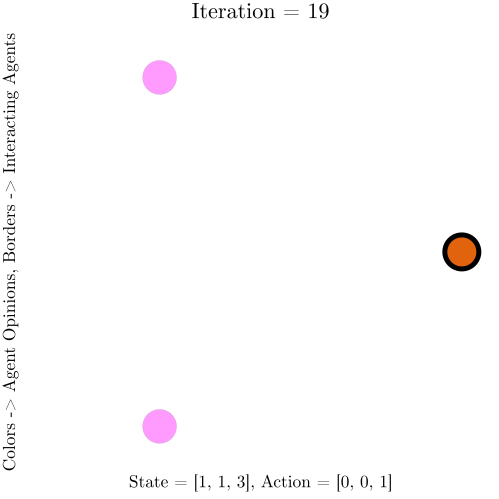 Iteration = 19
Colors -> Agent Opinions, Borders -> Interacting Agents
State = [1, 1, 3], Action = [0, 0, 1]